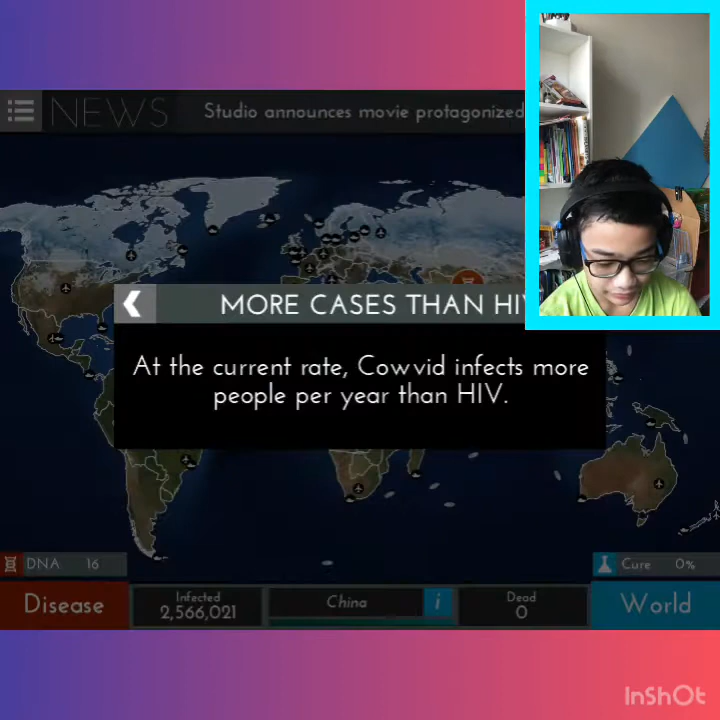 NEWS Studio announces movie protagonized
MORE CASES THAN HIV
At the current rate, Cowvid infects more
people per year than HIV.
DNA 16
Cure 0%
Disease
Infected
2,566,021
China
i
Dead
0
World
InShOt